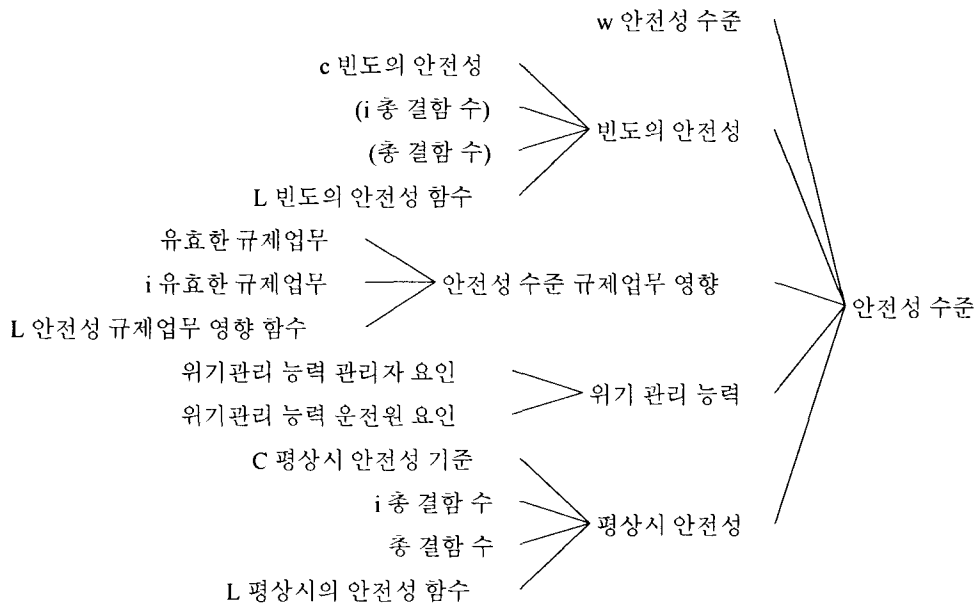 w 안전성 수준
c 빈도의 안전성
(i 총 결함 수)
빈도의 안전성
(총 결함 수)
L 빈도의 안전성 함수
유효한 규제업무
i 유효한 규제업무
안전성 수준 규제업무 영향
안전성 수준
L 안전성 규제업무 영향 함수
위기관리 능력 관리자 요인
위기 관리 능력
위기관리 능력 운전원 요인
C 평상시 안전성 기준
i 총 결함 수
평상시 안전성
총 결함 수
L 평상시의 안전성 함수